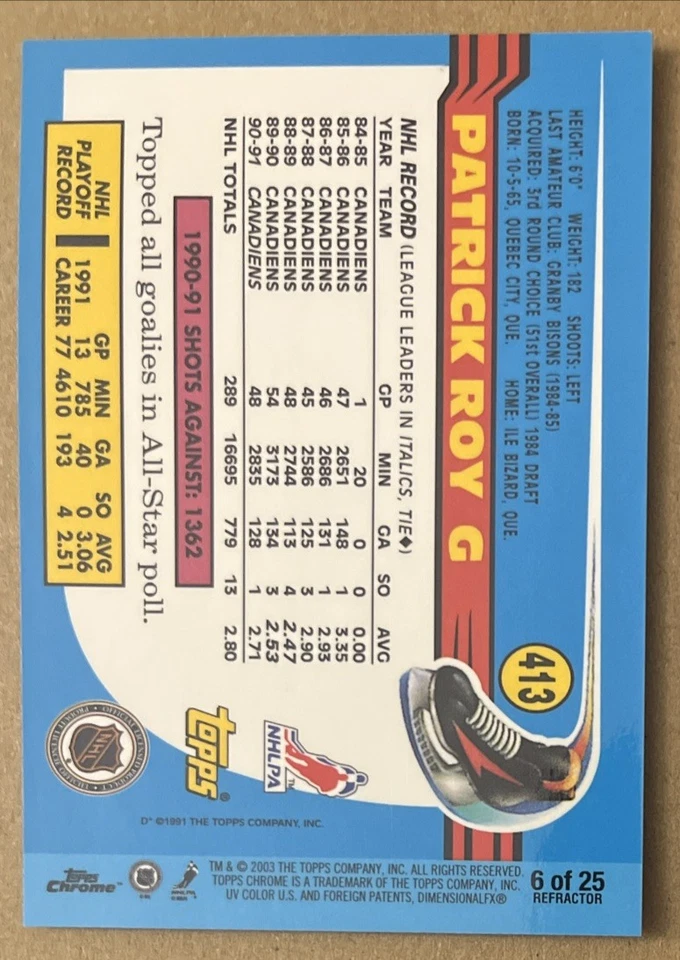 413
PATRICK ROY G
HEIGHT: 6'0" WEIGHT: 182 SHOOTS: LEFT
LAST AMATEUR CLUB: GRANBY BISONS (1984-85)
ACQUIRED: 3rd ROUND CHOICE (51st OVERALL) 1984 DRAFT
BORN: 10-5-65, QUEBEC CITY, QUE. HOME: ILE BIZARD, QUE.
NHL RECORD (LEAGUE LEADERS IN ITALICS, TIE◆)
YEAR TEAM GP MIN GA SO AVG
84-85 CANADIENS 1 20 0 0 0.00
85-86 CANADIENS 47 2651 148 1 3.35
86-87 CANADIENS 46 2686 131 1 2.93
87-88 CANADIENS 45 2586 125 3 2.90
88-89 CANADIENS 48 2744 113 4 2.47
89-90 CANADIENS 54 3173 134 3 2.53
90-91 CANADIENS 48 2835 128 1 2.71
NHL TOTALS 289 16695 779 13 2.80
1990-91 SHOTS AGAINST: 1362
Topped all goalies in All-Star poll.
NHL PLAYOFF RECORD
GP MIN GA SO AVG
1991 13 785 40 0 3.06
CAREER 77 4610 193 4 2.51
NHLPA™
topps®
NHL
D* ©1991 THE TOPPS COMPANY, INC.
6 of 25
REFRACTOR
TM & © 2003 THE TOPPS COMPANY, INC. ALL RIGHTS RESERVED.
TOPPS CHROME IS A TRADEMARK OF THE TOPPS COMPANY, INC.
UV COLOR U.S. AND FOREIGN PATENTS, DIMENSIONALFX®
topps
Chrome™